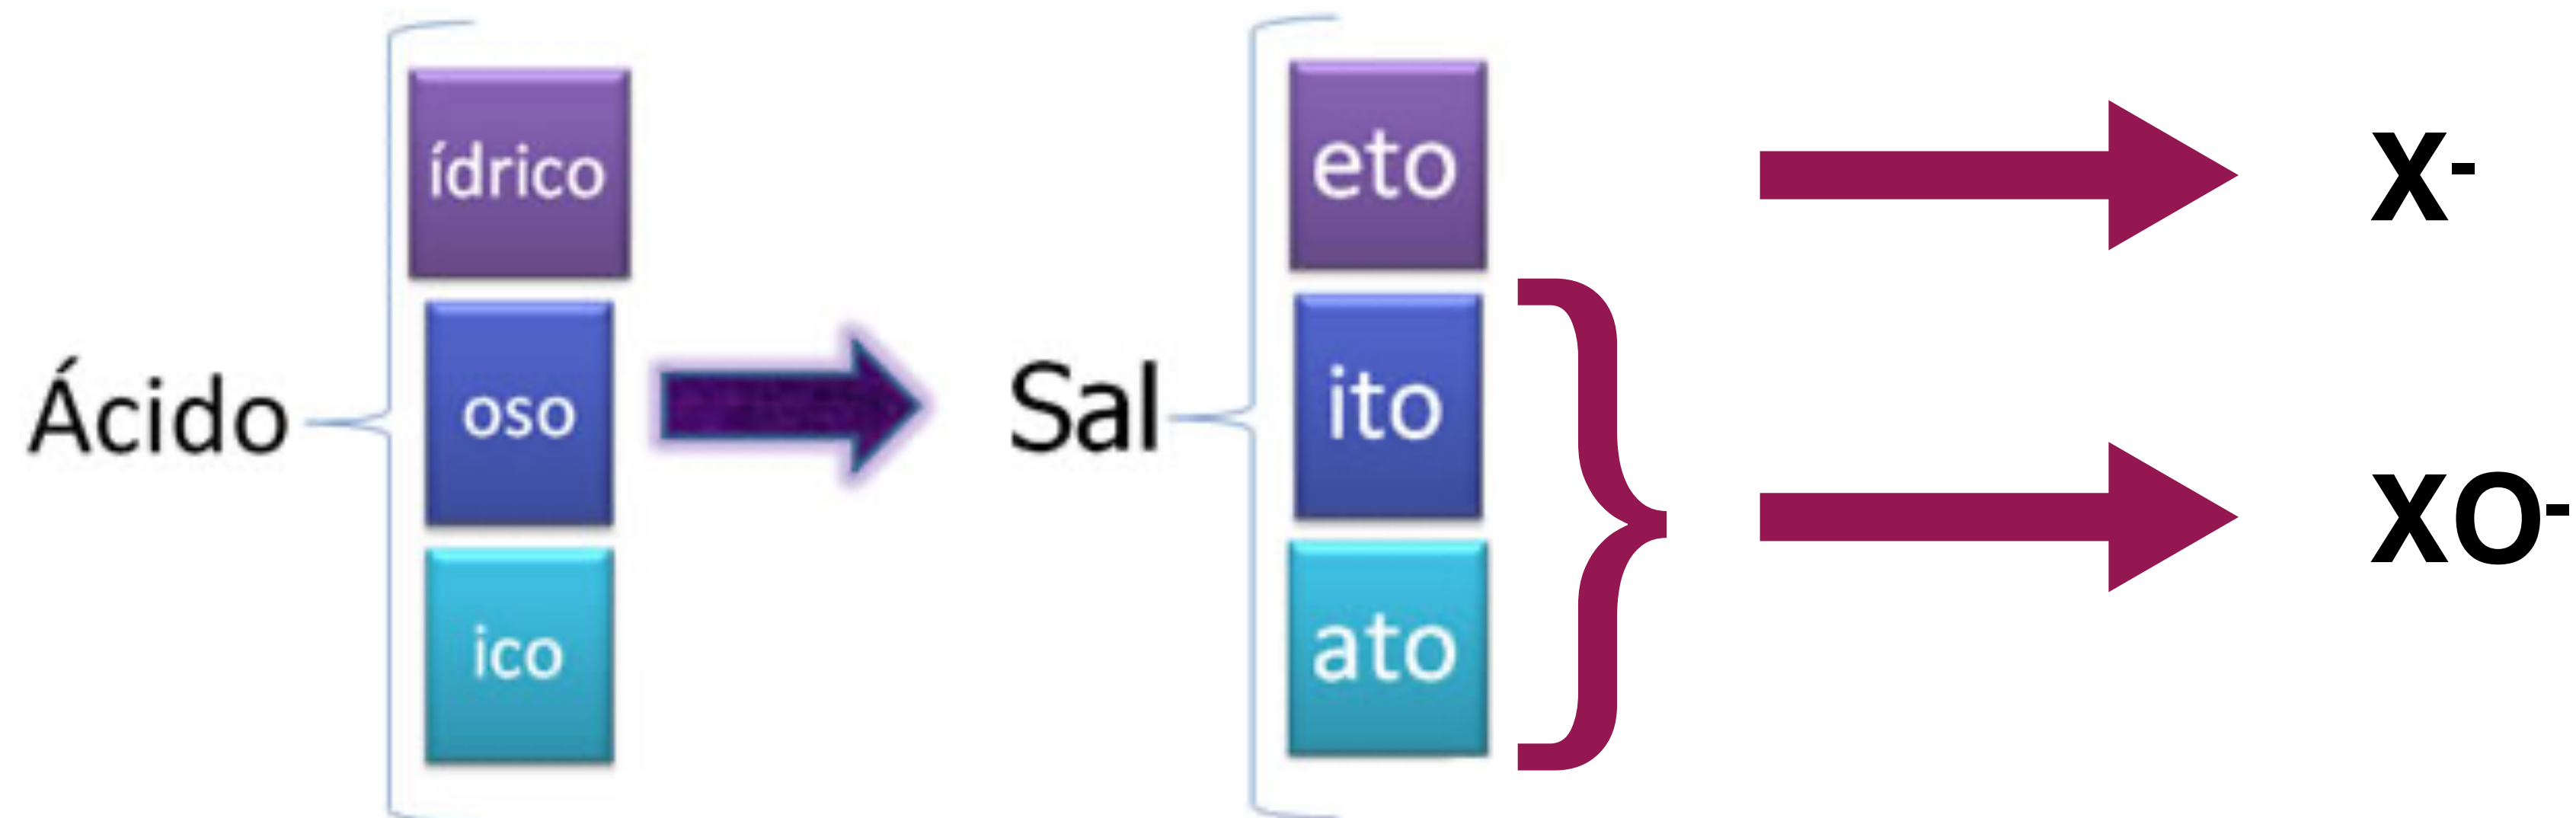 Ácido
ídrico
oso
ico
Sal
eto
ito
ato
X-
XO-